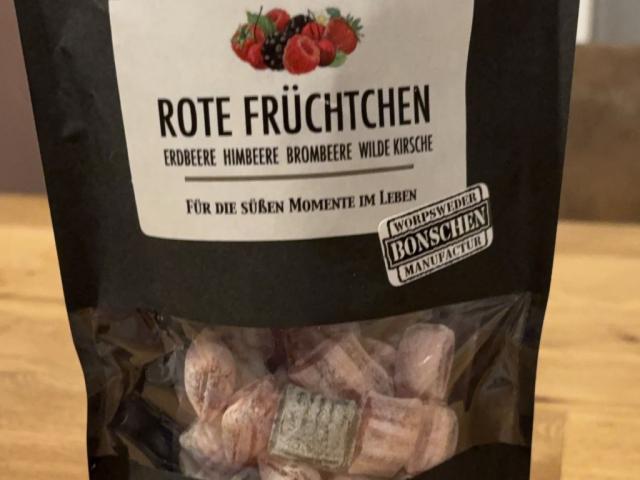 ROTE FRÜCHTCHEN
ERDBEERE HIMBEERE BROMBEERE WILDE KIRSCHE
FÜR DIE SÜßEN MOMENTE IM LEBEN
WORPSWEDER
BONSCHEN
MANUFACTUR